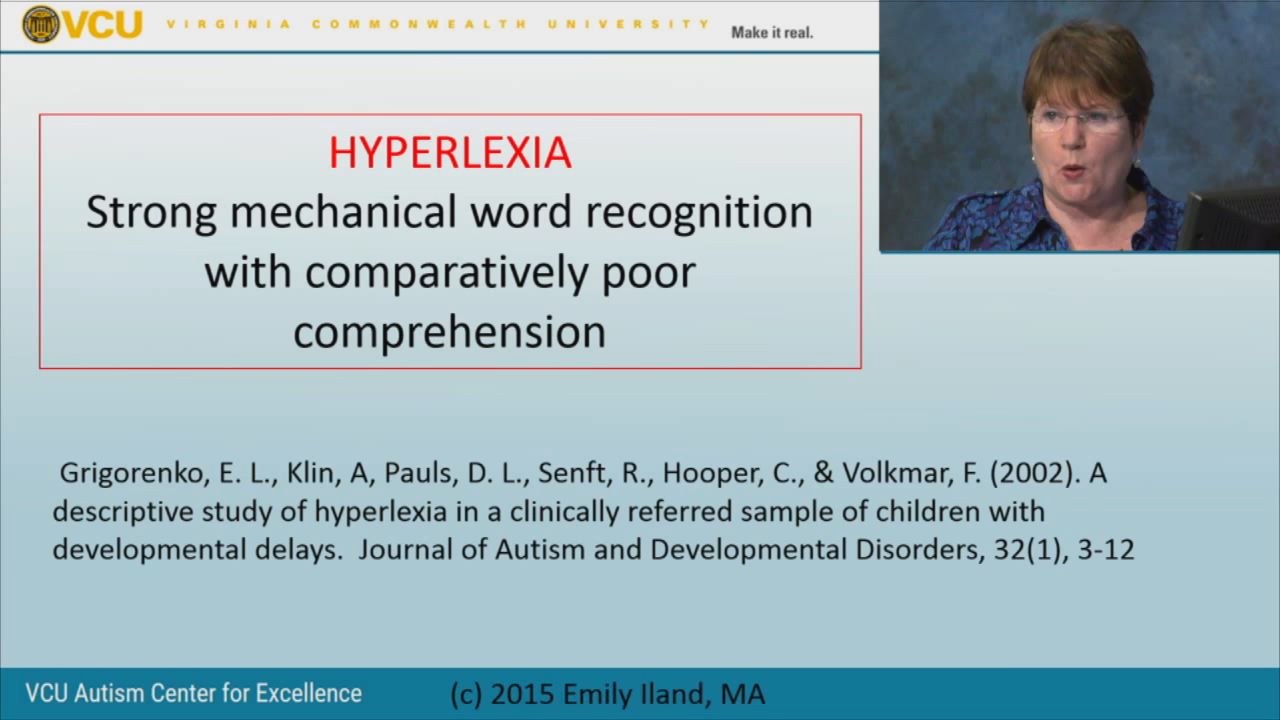 VCU VIRGINIA COMMONWEALTH UNIVERSITY Make it real.
HYPERLEXIA
Strong mechanical word recognition
with comparatively poor
comprehension
Grigorenko, E. L., Klin, A, Pauls, D. L., Senft, R., Hooper, C., & Volkmar, F. (2002). A
descriptive study of hyperlexia in a clinically referred sample of children with
developmental delays. Journal of Autism and Developmental Disorders, 32(1), 3-12
VCU Autism Center for Excellence (c) 2015 Emily Iland, MA